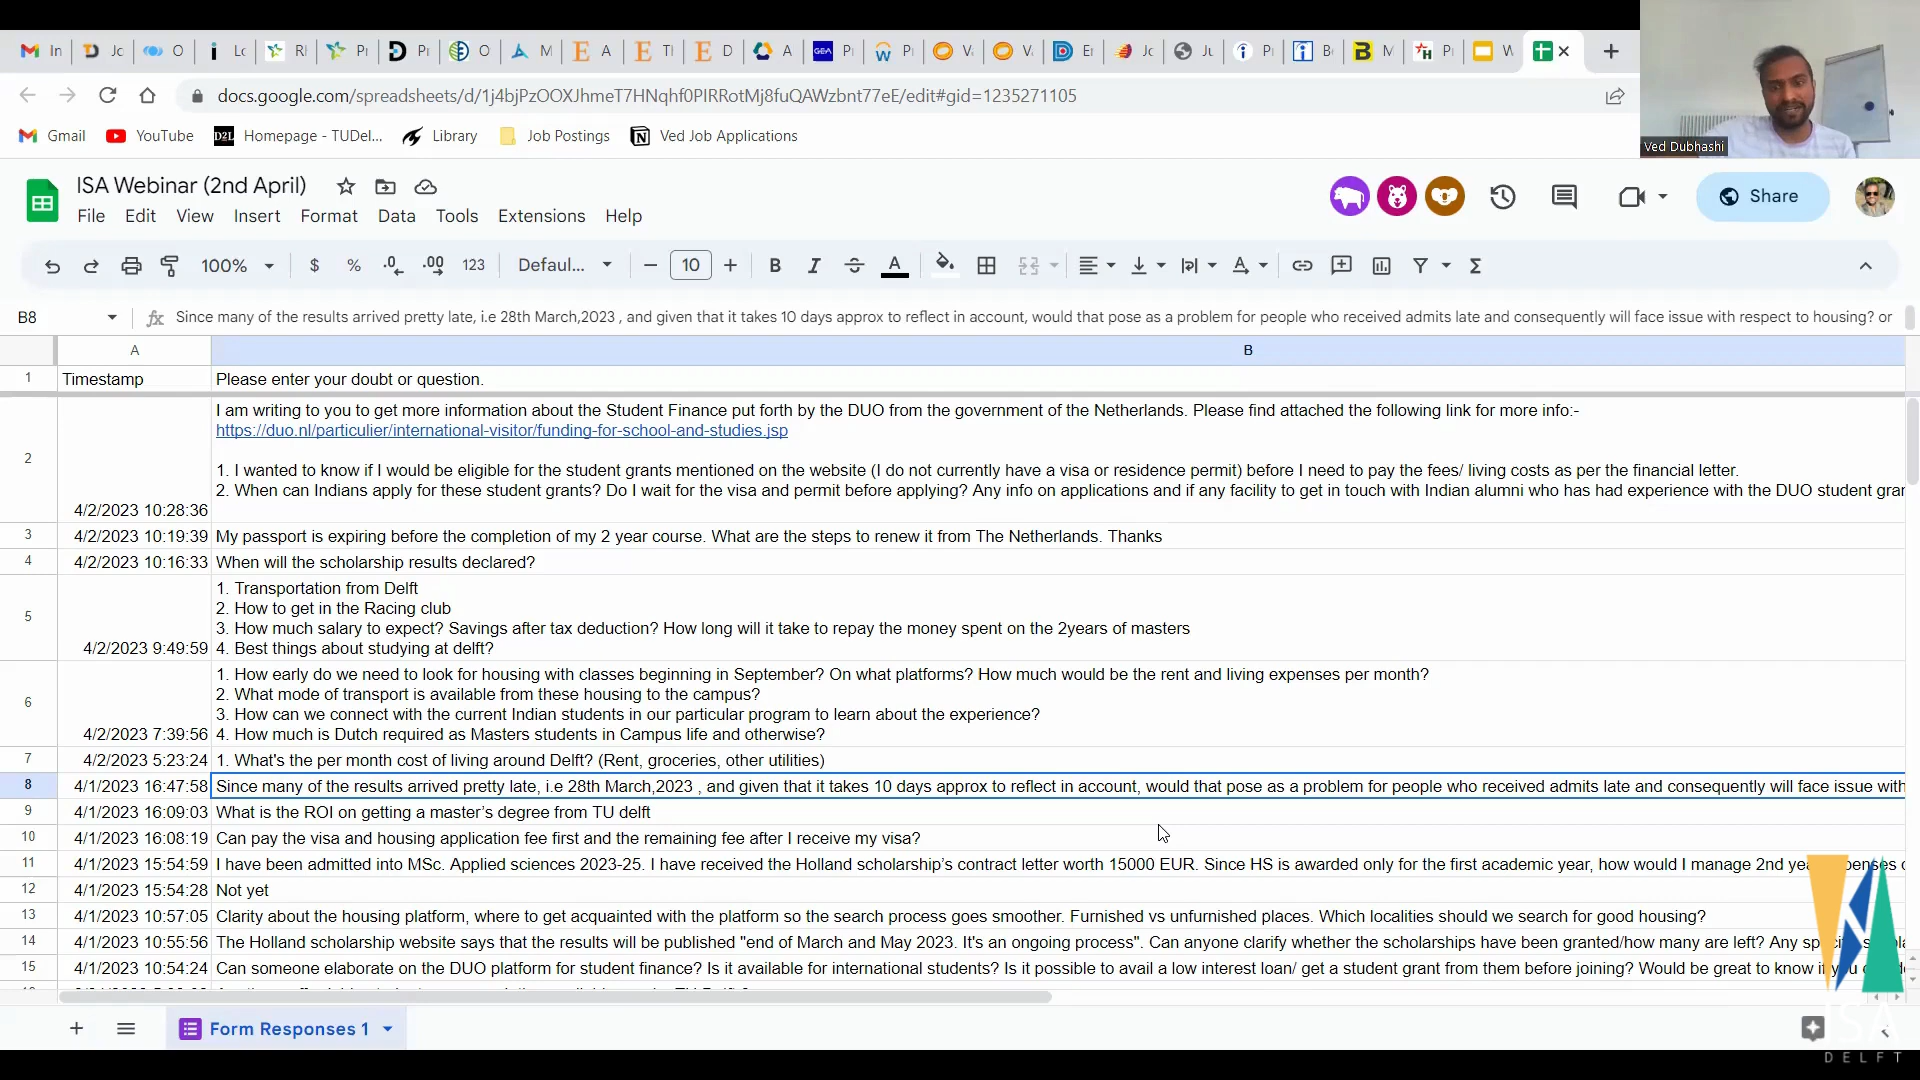 In
Jc
O
Lc
RI
Pr
Pr
O
M
A
Tl
D
A
Pr
Pr
V
V
Er
Jc
Ju
Pr
B
M
Pr
W
docs.google.com/spreadsheets/d/1j4bjPzOOXJhmeT7HNqhf0PIRRotMj8fuQAWzbnt77eE/edit#gid=1235271105
Gmail YouTube Homepage - TUDel... Library Job Postings Ved Job Applications
Ved Dubhashi
ISA Webinar (2nd April)
File Edit View Insert Format Data Tools Extensions Help
Share
100% $ % .0 .00 123 Defaul... 10 B I A
B8 fx Since many of the results arrived pretty late, i.e 28th March,2023 , and given that it takes 10 days approx to reflect in account, would that pose as a problem for people who received admits late and consequently will face issue with respect to housing? or
A B
1 Timestamp Please enter your doubt or question.
I am writing to you to get more information about the Student Finance put forth by the DUO from the government of the Netherlands. Please find attached the following link for more info:-
https://duo.nl/particulier/international-visitor/funding-for-school-and-studies.jsp
2
1. I wanted to know if I would be eligible for the student grants mentioned on the website (I do not currently have a visa or residence permit) before I need to pay the fees/ living costs as per the financial letter.
2. When can Indians apply for these student grants? Do I wait for the visa and permit before applying? Any info on applications and if any facility to get in touch with Indian alumni who has had experience with the DUO student gran
4/2/2023 10:28:36
3 4/2/2023 10:19:39 My passport is expiring before the completion of my 2 year course. What are the steps to renew it from The Netherlands. Thanks
4 4/2/2023 10:16:33 When will the scholarship results declared?
1. Transportation from Delft
2. How to get in the Racing club
5
3. How much salary to expect? Savings after tax deduction? How long will it take to repay the money spent on the 2years of masters
4/2/2023 9:49:59 4. Best things about studying at delft?
1. How early do we need to look for housing with classes beginning in September? On what platforms? How much would be the rent and living expenses per month?
2. What mode of transport is available from these housing to the campus?
6
3. How can we connect with the current Indian students in our particular program to learn about the experience?
4/2/2023 7:39:56 4. How much is Dutch required as Masters students in Campus life and otherwise?
7 4/2/2023 5:23:24 1. What's the per month cost of living around Delft? (Rent, groceries, other utilities)
8 4/1/2023 16:47:58 Since many of the results arrived pretty late, i.e 28th March,2023 , and given that it takes 10 days approx to reflect in account, would that pose as a problem for people who received admits late and consequently will face issue with
9 4/1/2023 16:09:03 What is the ROI on getting a master’s degree from TU delft
10 4/1/2023 16:08:19 Can pay the visa and housing application fee first and the remaining fee after I receive my visa?
11 4/1/2023 15:54:59 I have been admitted into MSc. Applied sciences 2023-25. I have received the Holland scholarship’s contract letter worth 15000 EUR. Since HS is awarded only for the first academic year, how would I manage 2nd year expenses
12 4/1/2023 15:54:28 Not yet
13 4/1/2023 10:57:05 Clarity about the housing platform, where to get acquainted with the platform so the search process goes smoother. Furnished vs unfurnished places. Which localities should we search for good housing?
14 4/1/2023 10:55:56 The Holland scholarship website says that the results will be published "end of March and May 2023. It's an ongoing process". Can anyone clarify whether the scholarships have been granted/how many are left? Any
15 4/1/2023 10:54:24 Can someone elaborate on the DUO platform for student finance? Is it available for international students? Is it possible to avail a low interest loan/ get a student grant from them before joining? Would be great to know if you
Form Responses 1
ISA
DELFT